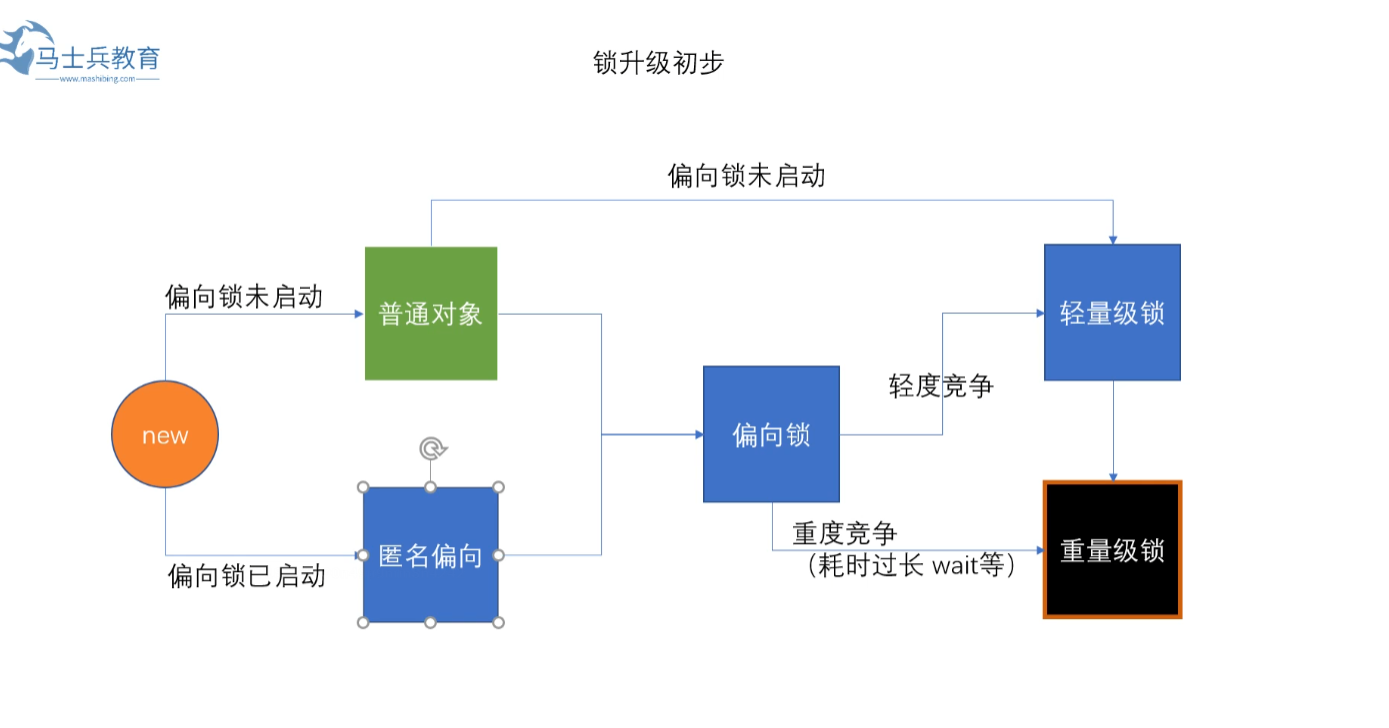 马士兵教育
www.mashibing.com
锁升级初步
偏向锁未启动
偏向锁未启动
普通对象
轻量级锁
轻度竞争
new
偏向锁
匿名偏向
偏向锁已启动
重度竞争
（耗时过长 wait等）
重量级锁